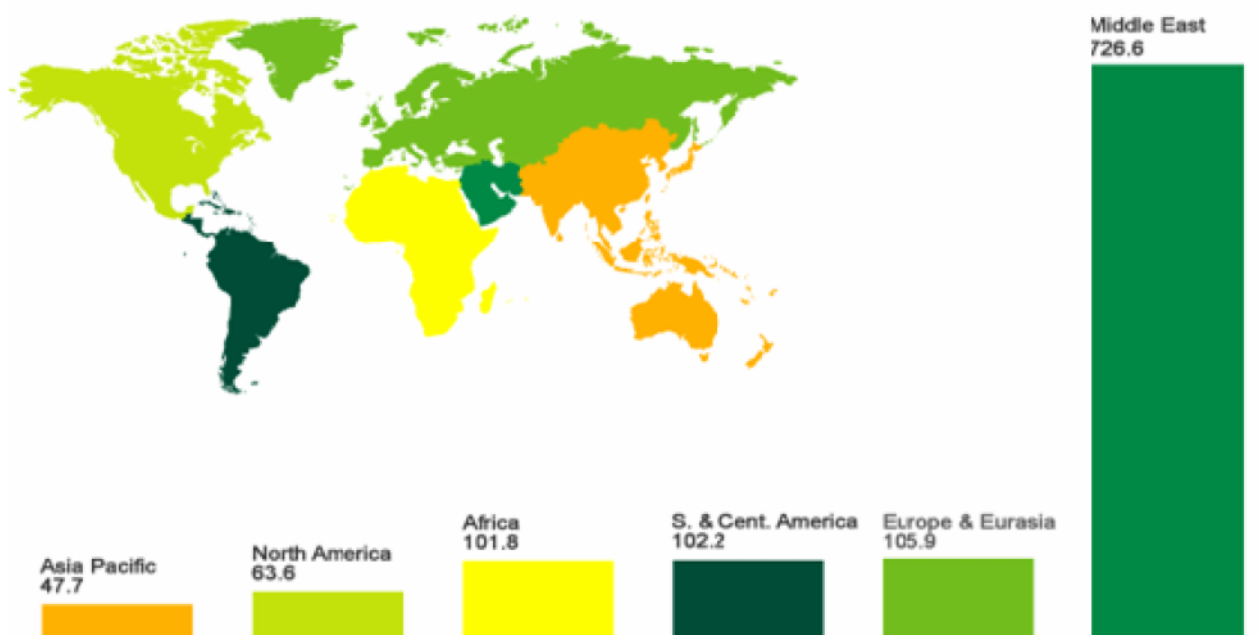 Middle East
726.6
Africa
101.8
S. & Cent. America
102.2
Europe & Eurasia
105.9
North America
63.6
Asia Pacific
47.7